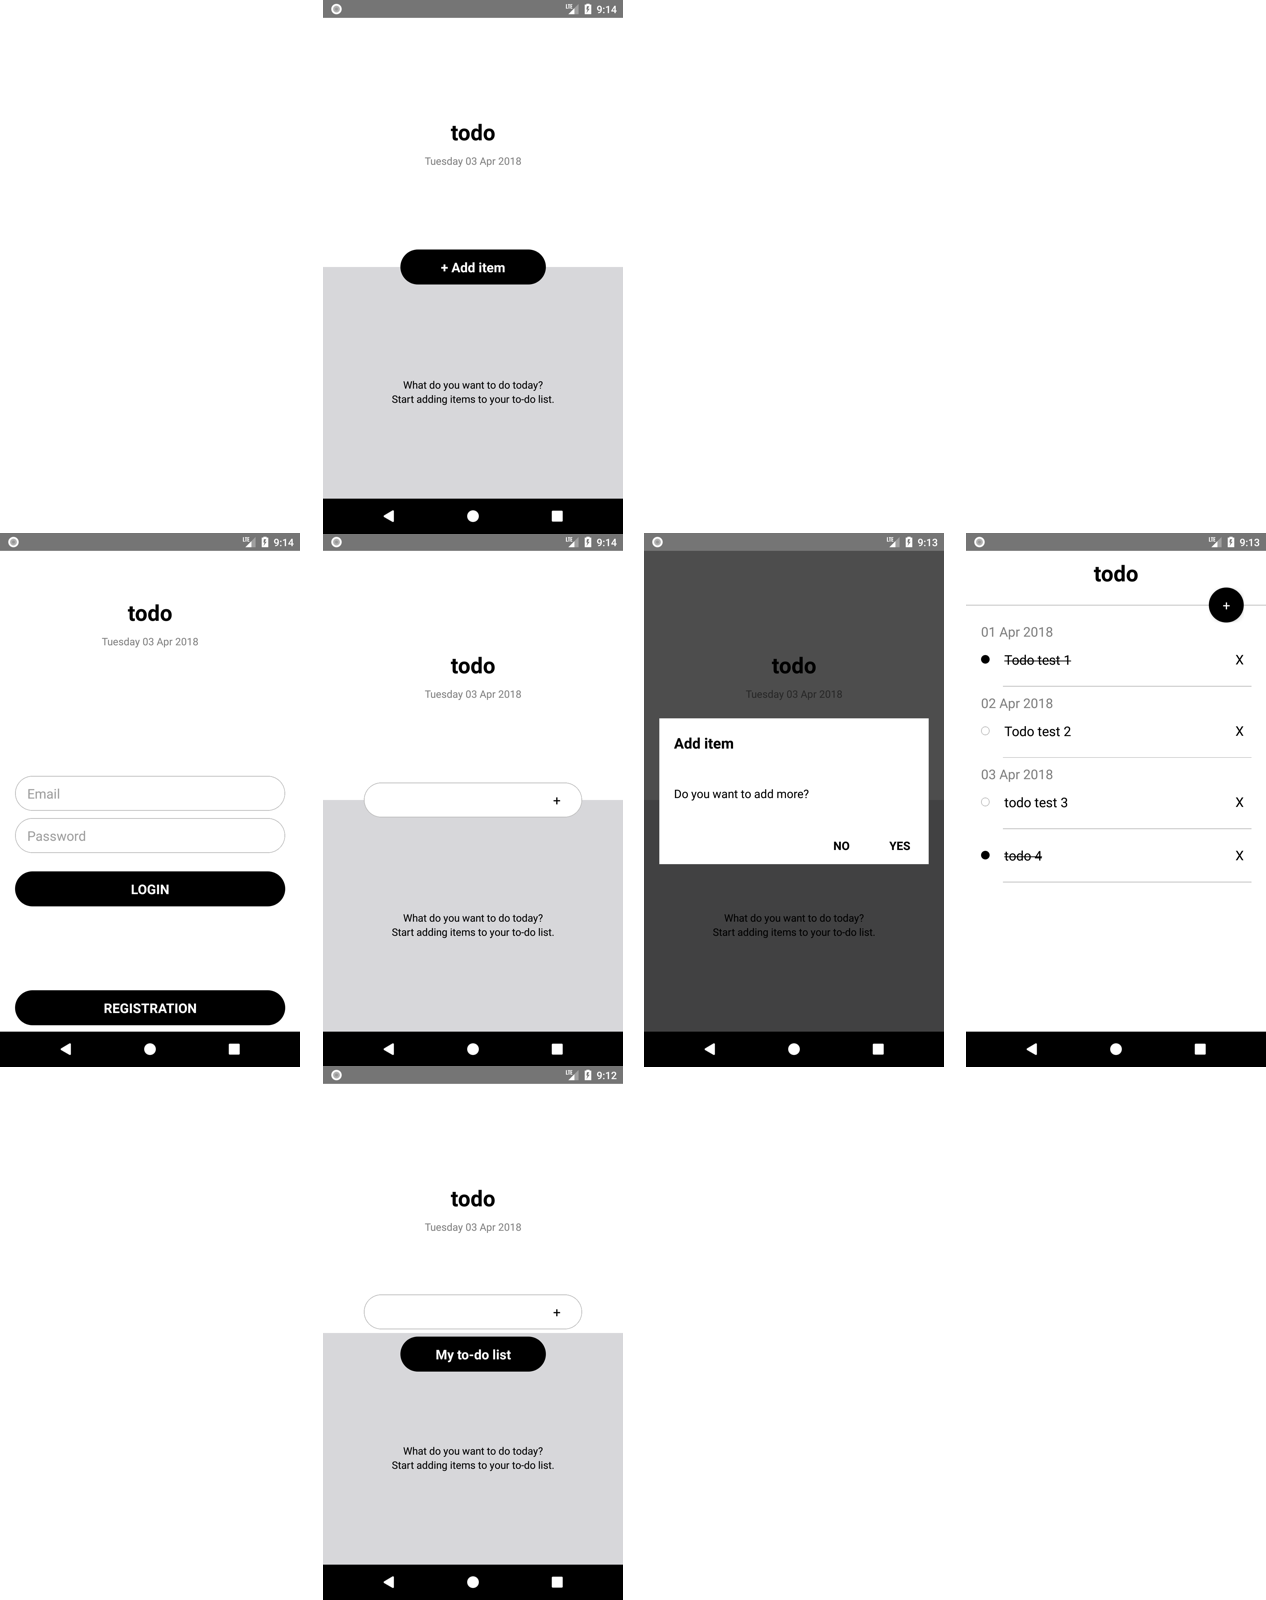 LTE 9:14
todo
Tuesday 03 Apr 2018
+ Add item
What do you want to do today?
Start adding items to your to-do list.
LTE 9:14
todo
Tuesday 03 Apr 2018
Email
Password
LOGIN
REGISTRATION
LTE 9:14
todo
Tuesday 03 Apr 2018
+
What do you want to do today?
Start adding items to your to-do list.
LTE 9:13
todo
Tuesday 03 Apr 2018
Add item
Do you want to add more?
NO YES
What do you want to do today?
Start adding items to your to-do list.
LTE 9:13
todo
+
01 Apr 2018
Todo test 1 X
02 Apr 2018
Todo test 2 X
03 Apr 2018
todo test 3 X
todo 4 X
LTE 9:12
todo
Tuesday 03 Apr 2018
+
My to-do list
What do you want to do today?
Start adding items to your to-do list.